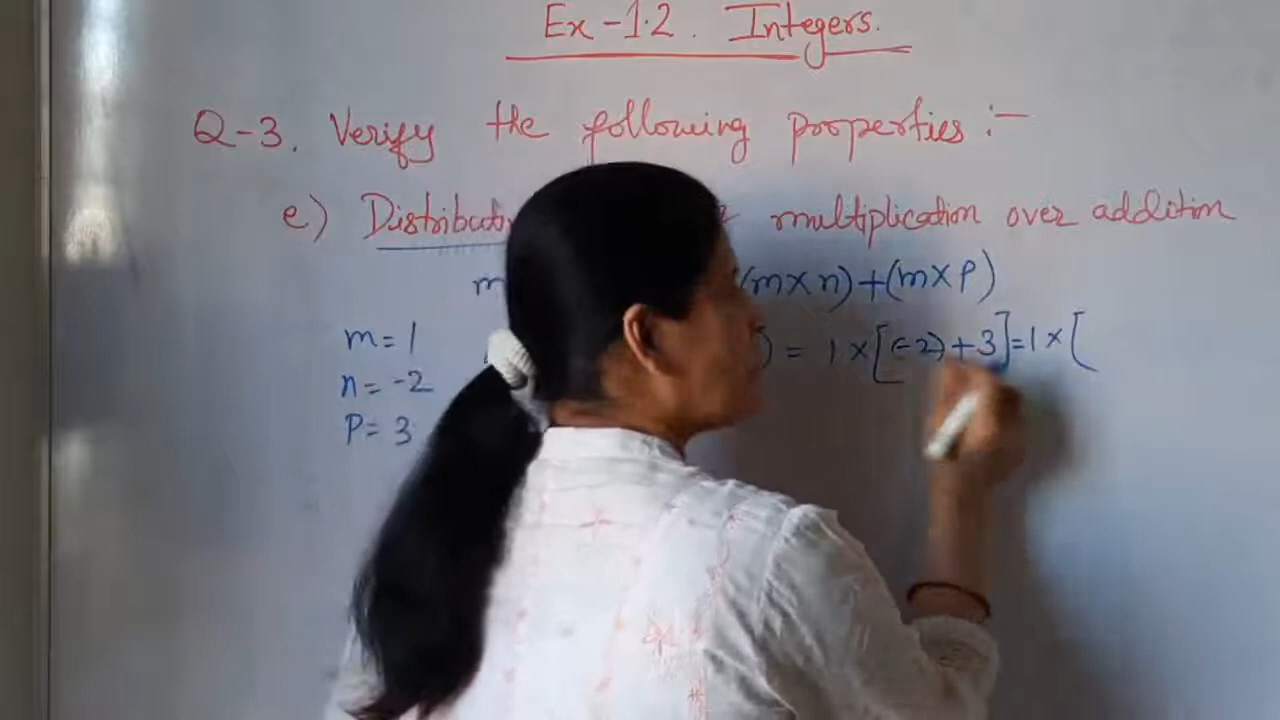 Ex-1.2. Integers.
Q-3. Verify the following properties :-
e) multiplication over addition
m (m×n)+(m×p)
m=1 ) = 1×[(-2)+3]=1×[
n=-2
P=3